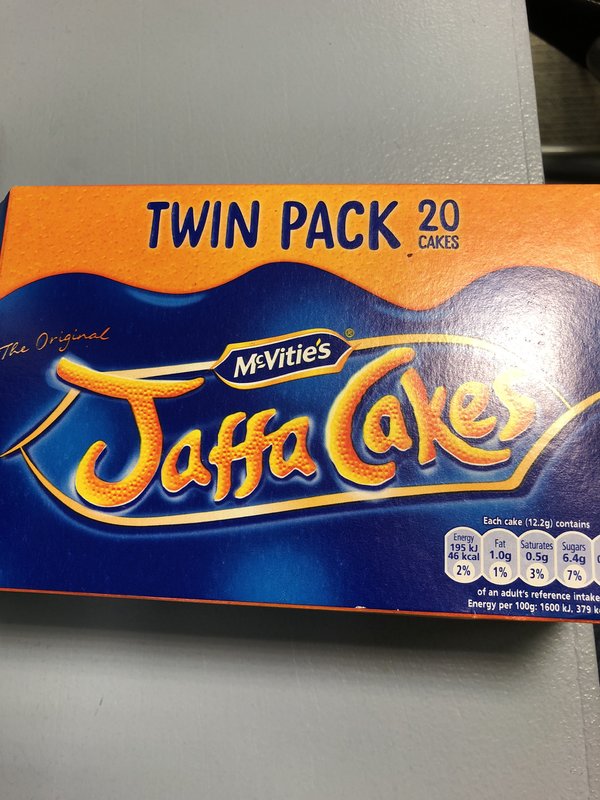 TWIN PACK 20 CAKES
The Original
McVitie's®
Jaffa Cakes
Each cake (12.2g) contains
Energy 195 kJ 46 kcal 2%
Fat 1.0g 1%
Saturates 0.5g 3%
Sugars 6.4g 7%
of an adult's reference intake
Energy per 100g: 1600 kJ, 379